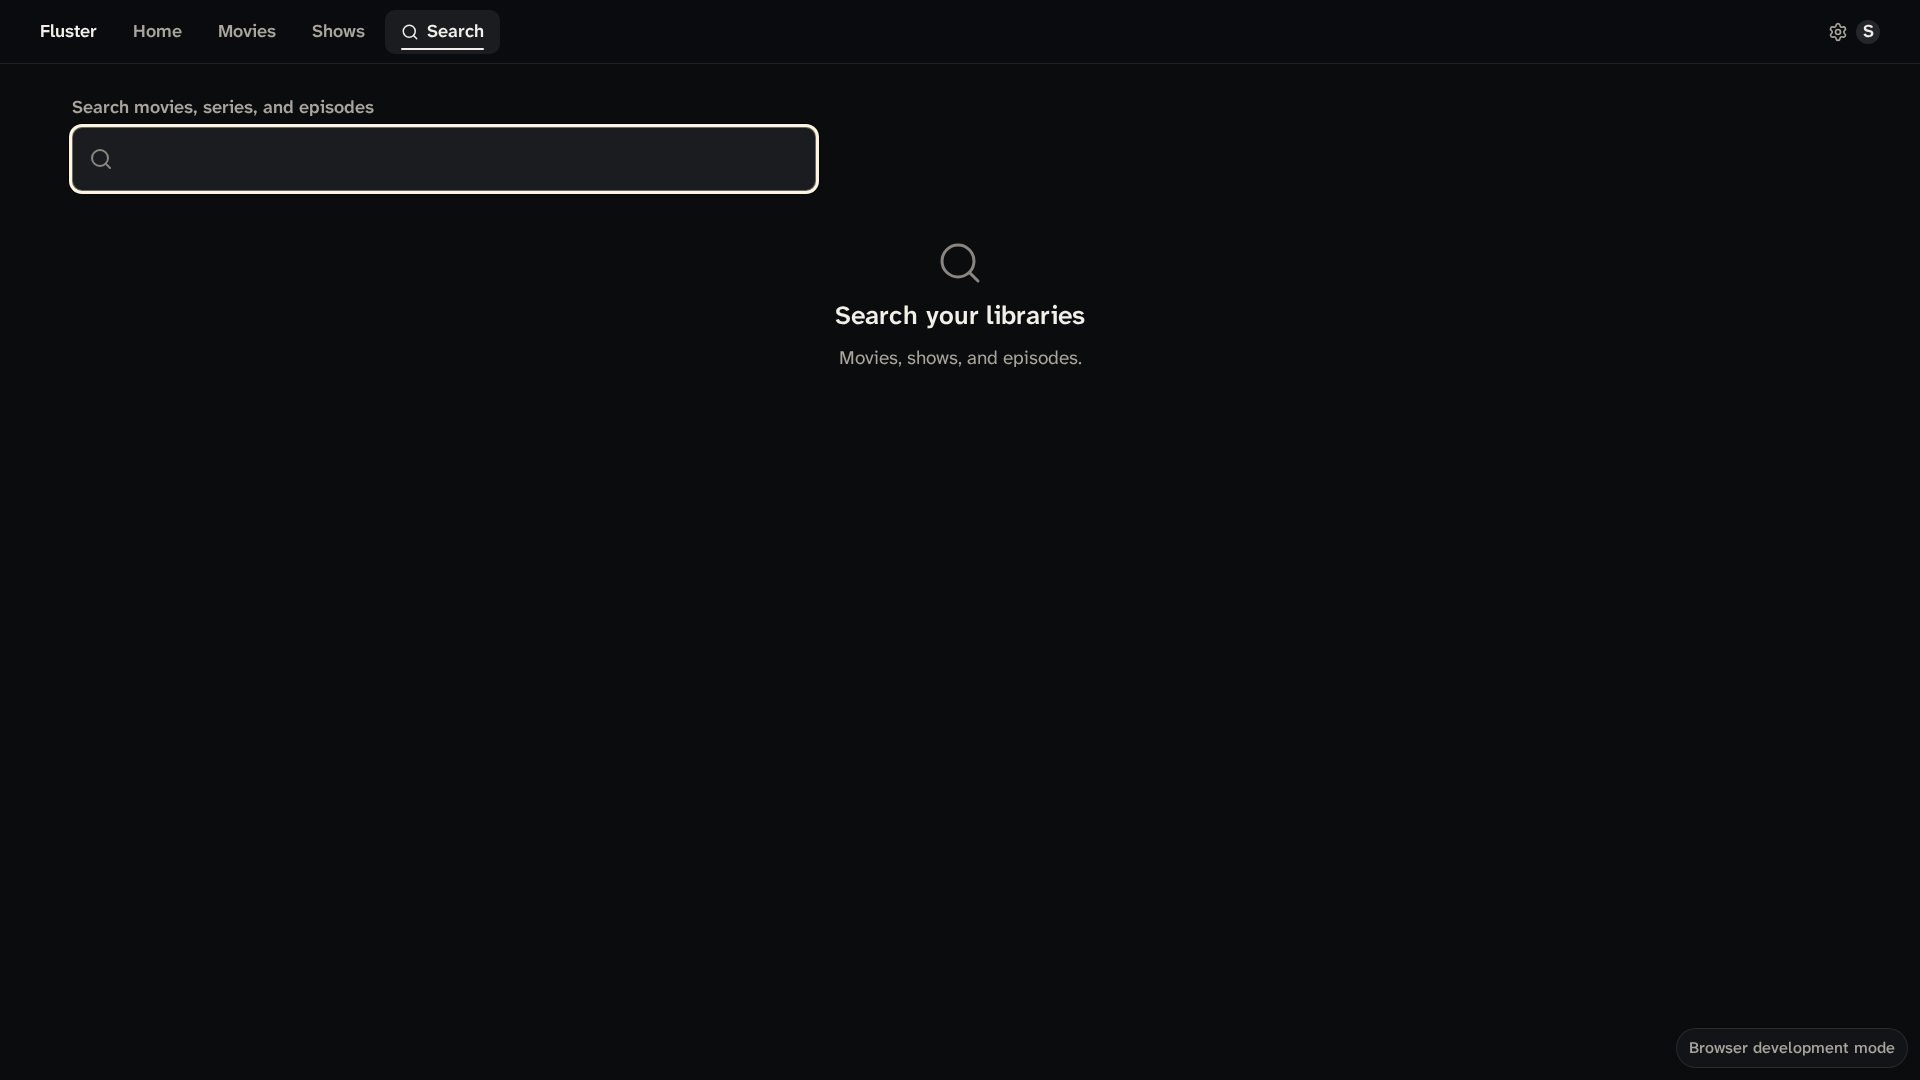 Fluster Home Movies Shows Search S
Search movies, series, and episodes
Search your libraries
Movies, shows, and episodes.
Browser development mode